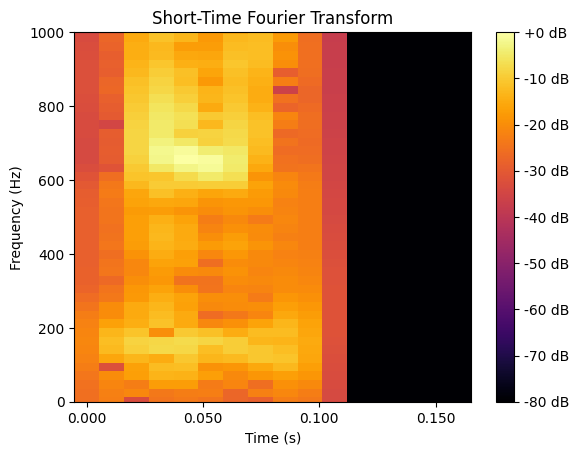 Short-Time Fourier Transform
Frequency (Hz)
1000
800
600
400
200
0
0.000 0.050 0.100 0.150
Time (s)
+0 dB
-10 dB
-20 dB
-30 dB
-40 dB
-50 dB
-60 dB
-70 dB
-80 dB